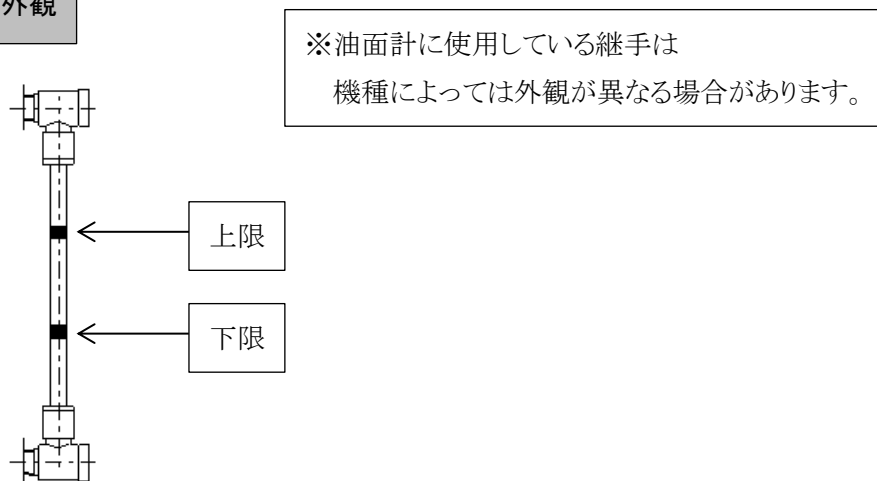 外観
※油面計に使用している継手は
機種によっては外観が異なる場合があります。
上限
下限